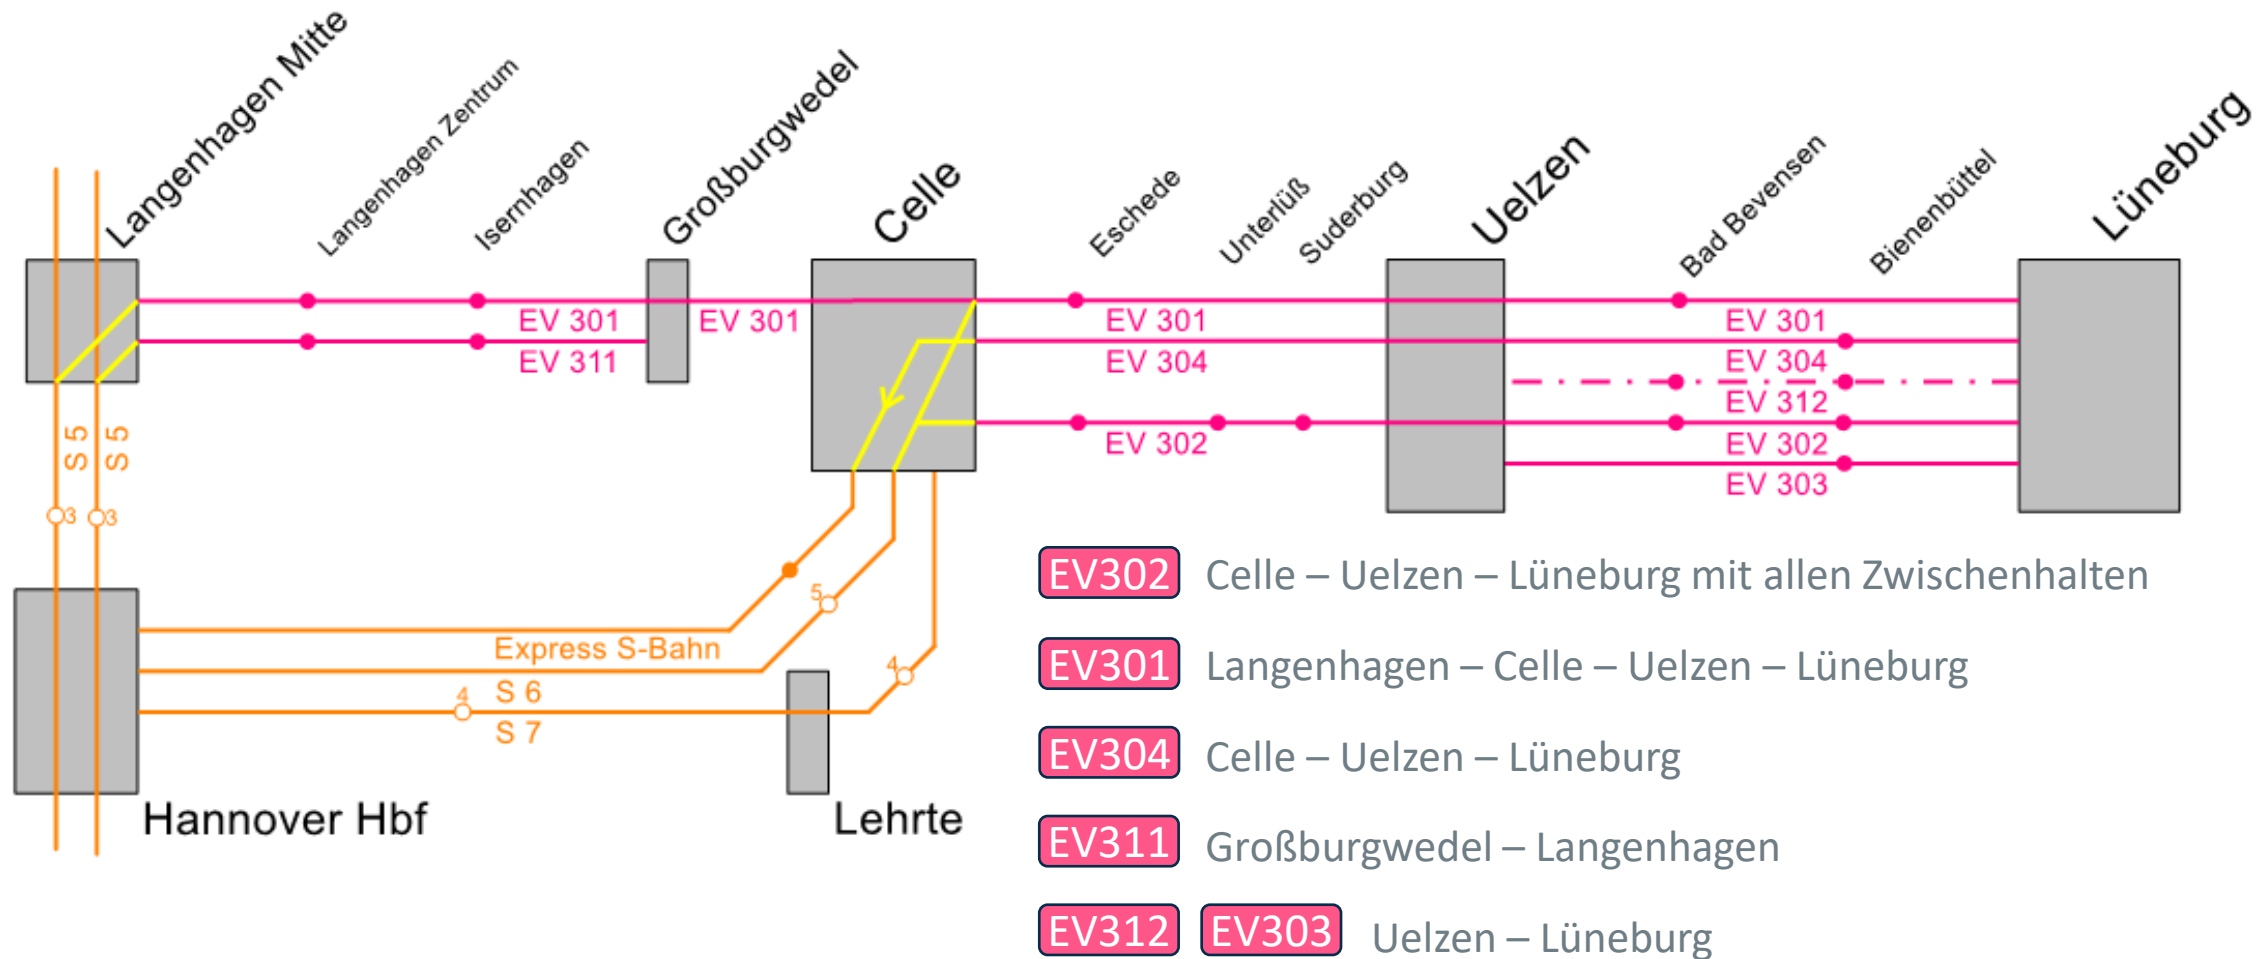 Langenhagen Mitte
Langenhagen Zentrum
Isernhagen
Großburgwedel
Celle
Eschede
Unterlüß
Suderburg
Uelzen
Bad Bevensen
Bienenbüttel
Lüneburg
EV 301
EV 301
EV 301
EV 301
EV 311
EV 304
EV 304
EV 312
EV 302
EV 302
EV 303
S 5
S 5
3
3
Express S-Bahn
5
S 6
4
4
S 7
Hannover Hbf
Lehrte
EV302 Celle – Uelzen – Lüneburg mit allen Zwischenhalten
EV301 Langenhagen – Celle – Uelzen – Lüneburg
EV304 Celle – Uelzen – Lüneburg
EV311 Großburgwedel – Langenhagen
EV312 EV303 Uelzen – Lüneburg